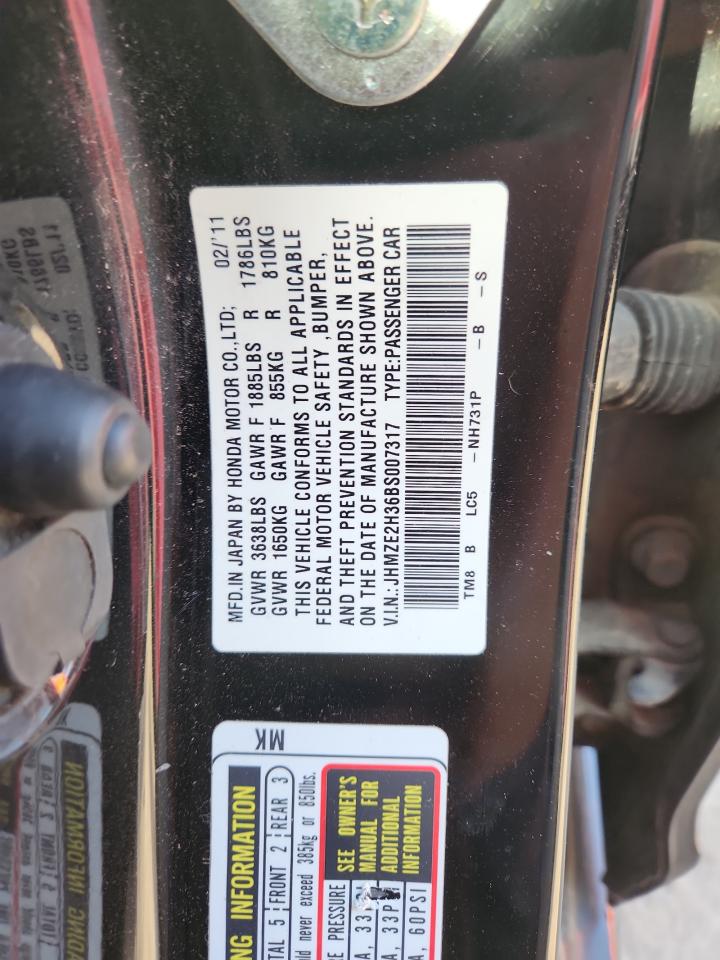 MFD.IN JAPAN BY HONDA MOTOR CO.,LTD; 02/'11
GVWR 3638LBS GAWR F 1885LBS R 1786LBS
GVWR 1650KG GAWR F 855KG R 810KG
THIS VEHICLE CONFORMS TO ALL APPLICABLE
FEDERAL MOTOR VEHICLE SAFETY ,BUMPER,
AND THEFT PREVENTION STANDARDS IN EFFECT
ON THE DATE OF MANUFACTURE SHOWN ABOVE.
V.I.N.:JHMZE2H36BS007317 TYPE:PASSENGER CAR
TM8 B LC5 -NH731P -B -S
MK
INFORMATION
5 FRONT 2 REAR 3
never exceed 385kg or 850lbs.
PRESSURE
SEE OWNER'S
MANUAL FOR
ADDITIONAL
INFORMATION
60PSI